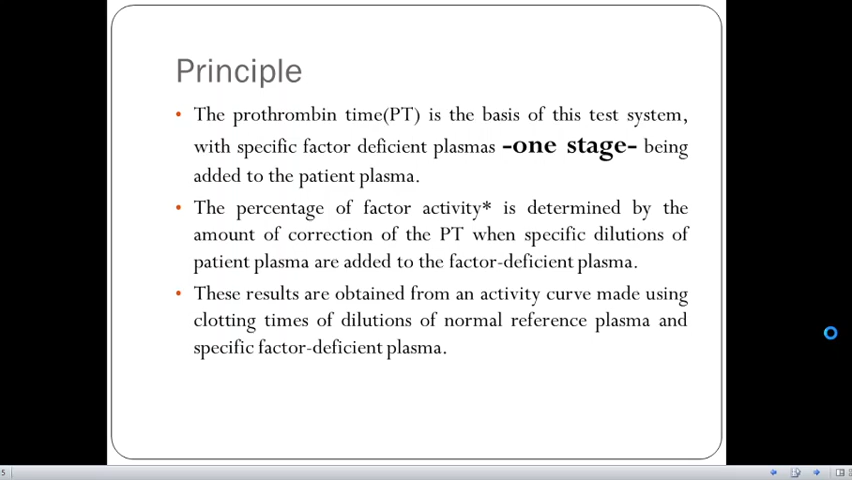 Principle
• The prothrombin time(PT) is the basis of this test system,
with specific factor deficient plasmas -one stage- being
added to the patient plasma.
• The percentage of factor activity* is determined by the
amount of correction of the PT when specific dilutions of
patient plasma are added to the factor-deficient plasma.
• These results are obtained from an activity curve made using
clotting times of dilutions of normal reference plasma and
specific factor-deficient plasma.
5